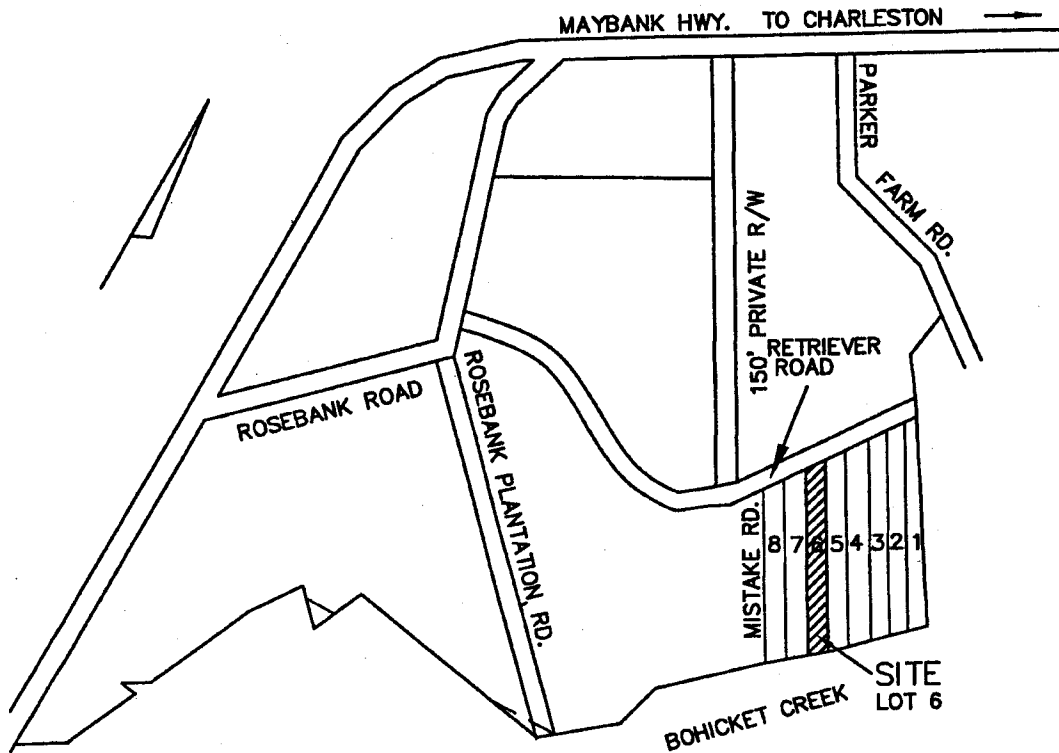 MAYBANK HWY. TO CHARLESTON
PARKER
FARM RD.
150' PRIVATE R/W
RETRIEVER
ROAD
ROSEBANK ROAD
ROSEBANK PLANTATION, RD.
MISTAKE RD.
8 7 6 5 4 3 2 1
SITE
LOT 6
BOHICKET CREEK